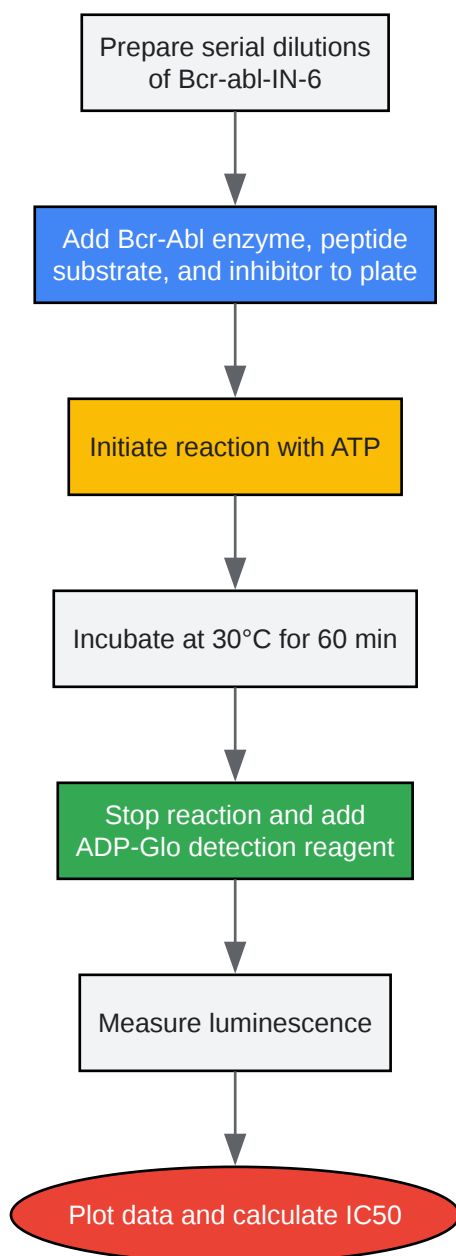 Prepare serial dilutions
of Bcr-abl-IN-6
Add Bcr-Abl enzyme, peptide
substrate, and inhibitor to plate
Initiate reaction with ATP
Incubate at 30°C for 60 min
Stop reaction and add
ADP-Glo detection reagent
Measure luminescence
Plot data and calculate IC50